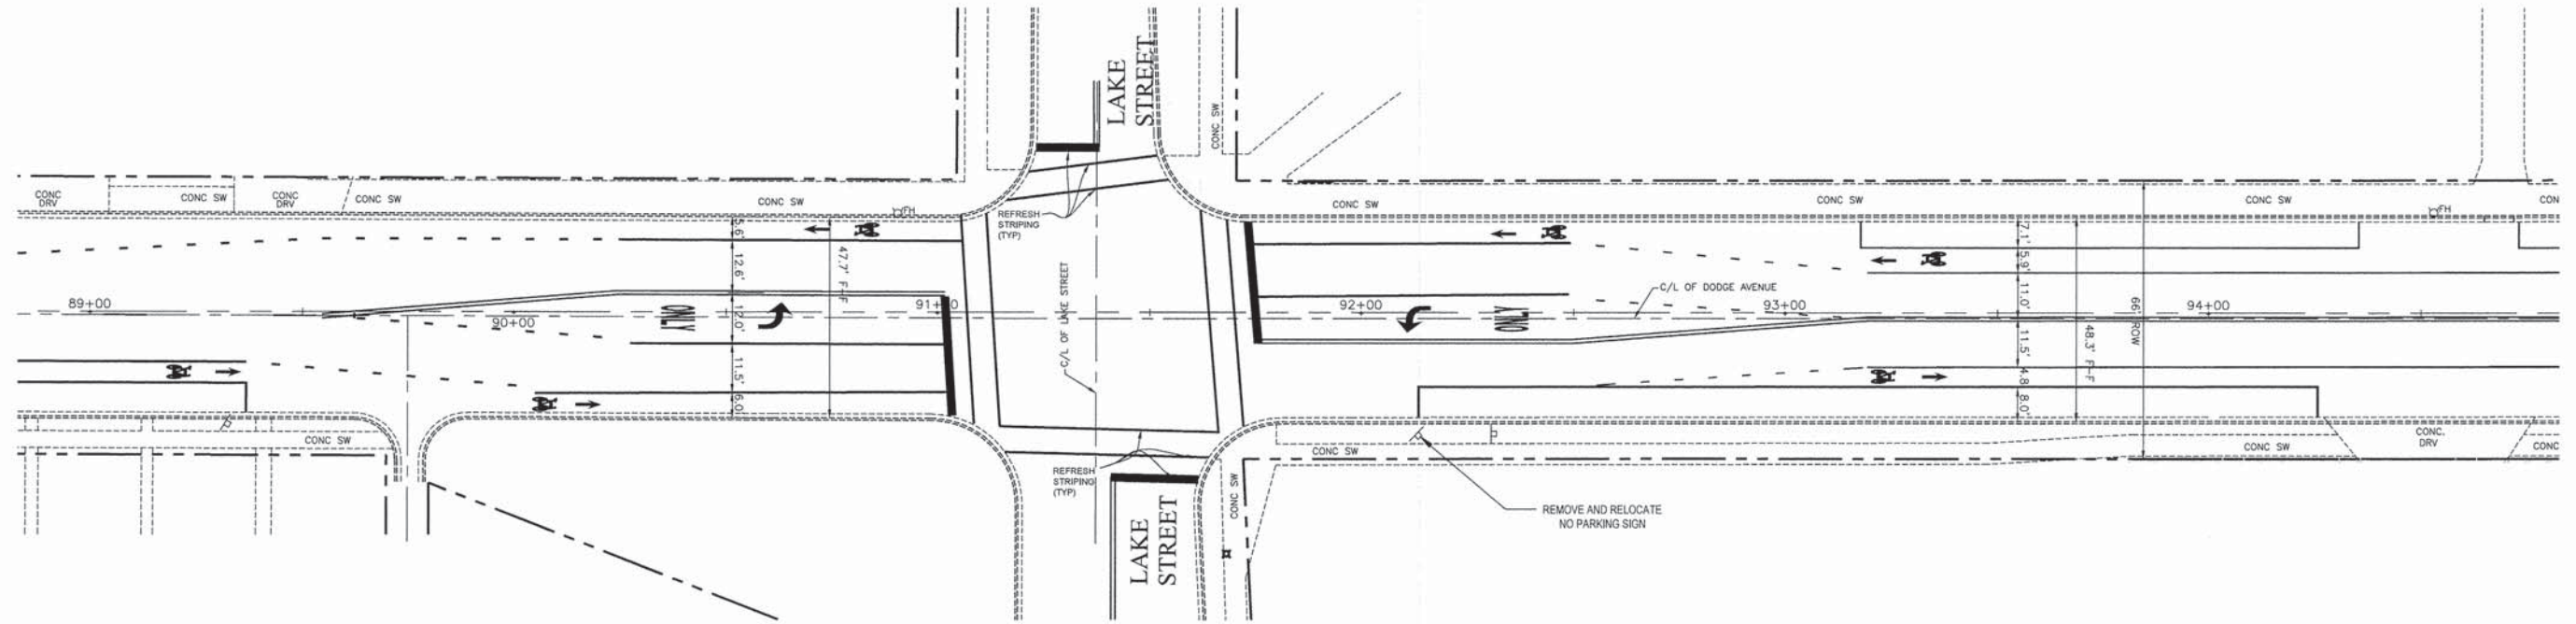 LAKE
STREET
CONC SW
CONC
DRV
CONC SW
CONC
DRV
CONC SW
CONC SW
FH
REFRESH
STRIPING
(TYP)
CONC SW
CONC SW
CONC SW
FH
CON
5.6'
12.6'
12.0'
11.5'
6.0'
47.7' F-F
89+00
90+00
ONLY
C/L OF LAKE STREET
92+00
ONLY
C/L OF DODGE AVENUE
93+00
94+00
7.1'
5.9'
11.0'
11.5'
4.8'
8.0'
48.3' F-F
66' ROW
CONC SW
REFRESH
STRIPING
(TYP)
CONC SW
CONC SW
CONC SW
CONC.
DRV
CONC
REMOVE AND RELOCATE
NO PARKING SIGN
LAKE
STREET